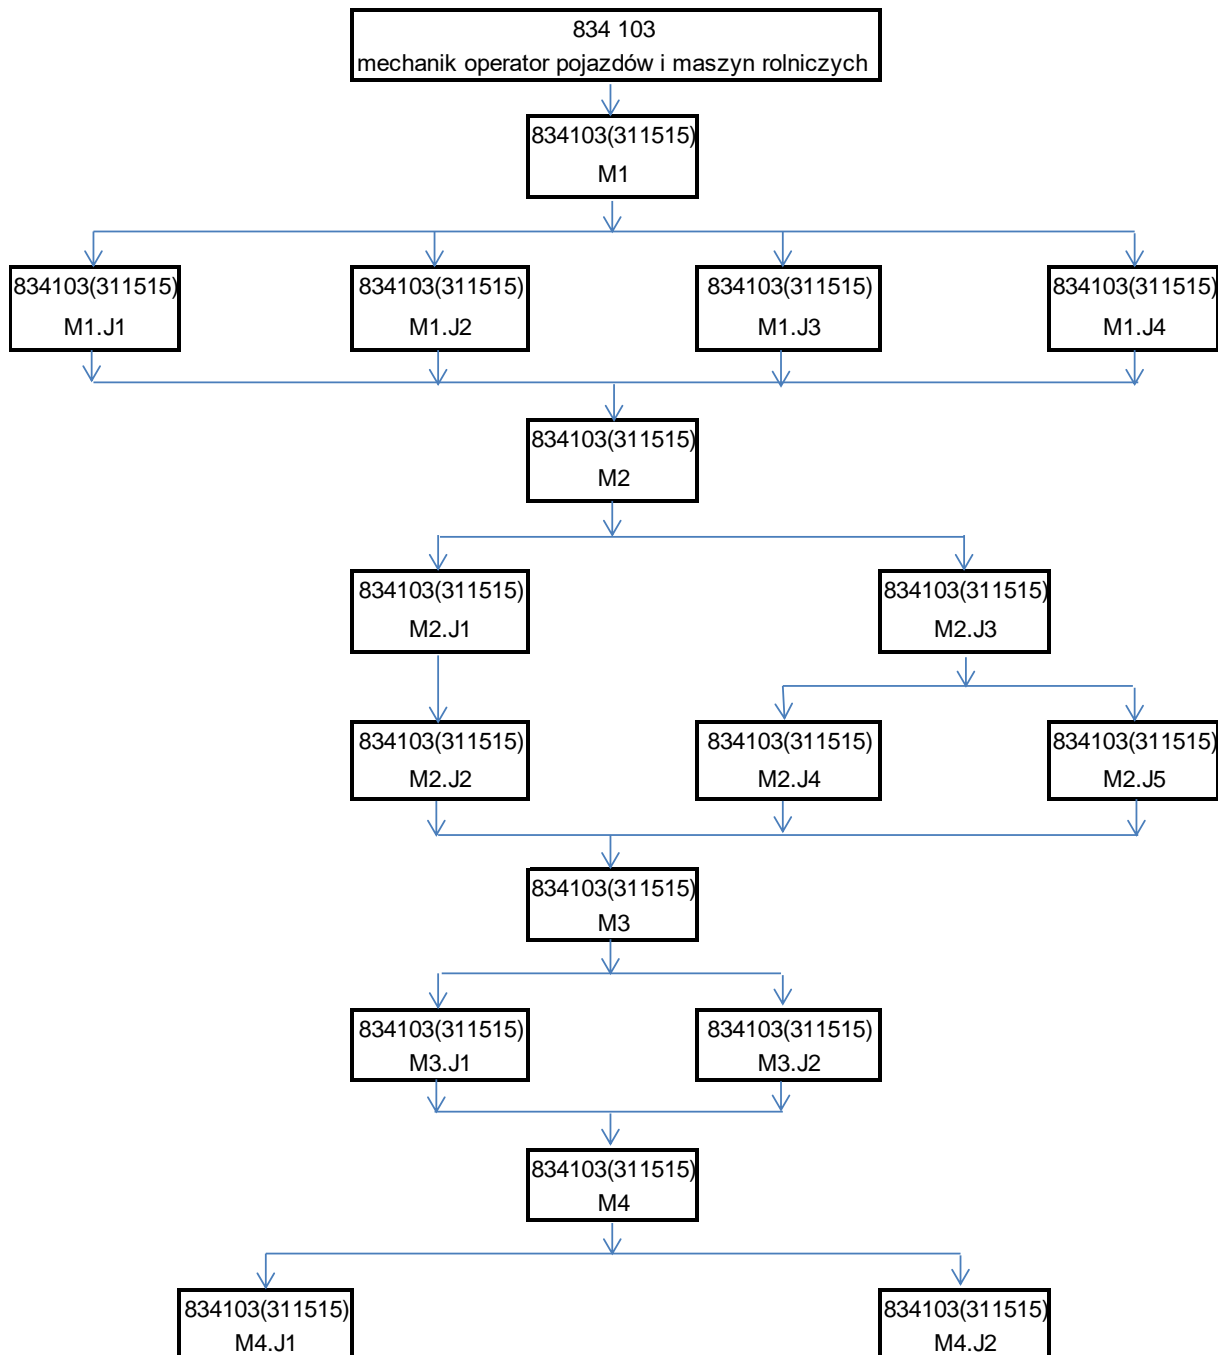 834 103
mechanik operator pojazdów i maszyn rolniczych
834103(311515)
M1
834103(311515)
M1.J1
834103(311515)
M1.J2
834103(311515)
M1.J3
834103(311515)
M1.J4
834103(311515)
M2
834103(311515)
M2.J1
834103(311515)
M2.J3
834103(311515)
M2.J2
834103(311515)
M2.J4
834103(311515)
M2.J5
834103(311515)
M3
834103(311515)
M3.J1
834103(311515)
M3.J2
834103(311515)
M4
834103(311515)
M4.J1
834103(311515)
M4.J2